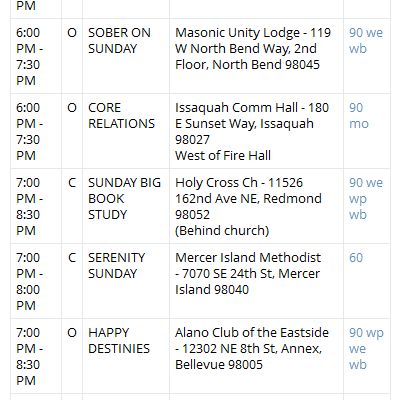 PM
6:00 O SOBER ON Masonic Unity Lodge - 119 90 we
PM - SUNDAY W North Bend Way, 2nd wb
7:30 Floor, North Bend 98045
PM
6:00 O CORE Issaquah Comm Hall - 180 90
PM - RELATIONS E Sunset Way, Issaquah mo
7:30 98027
PM West of Fire Hall
7:00 C SUNDAY BIG Holy Cross Ch - 11526 90 we
PM - BOOK 162nd Ave NE, Redmond wp
8:30 STUDY 98052 wb
PM (Behind church)
7:00 C SERENITY Mercer Island Methodist 60
PM - SUNDAY - 7070 SE 24th St, Mercer
8:00 Island 98040
PM
7:00 O HAPPY Alano Club of the Eastside 90 wp
PM - DESTINIES - 12302 NE 8th St, Annex, we
8:30 Bellevue 98005 wb
PM